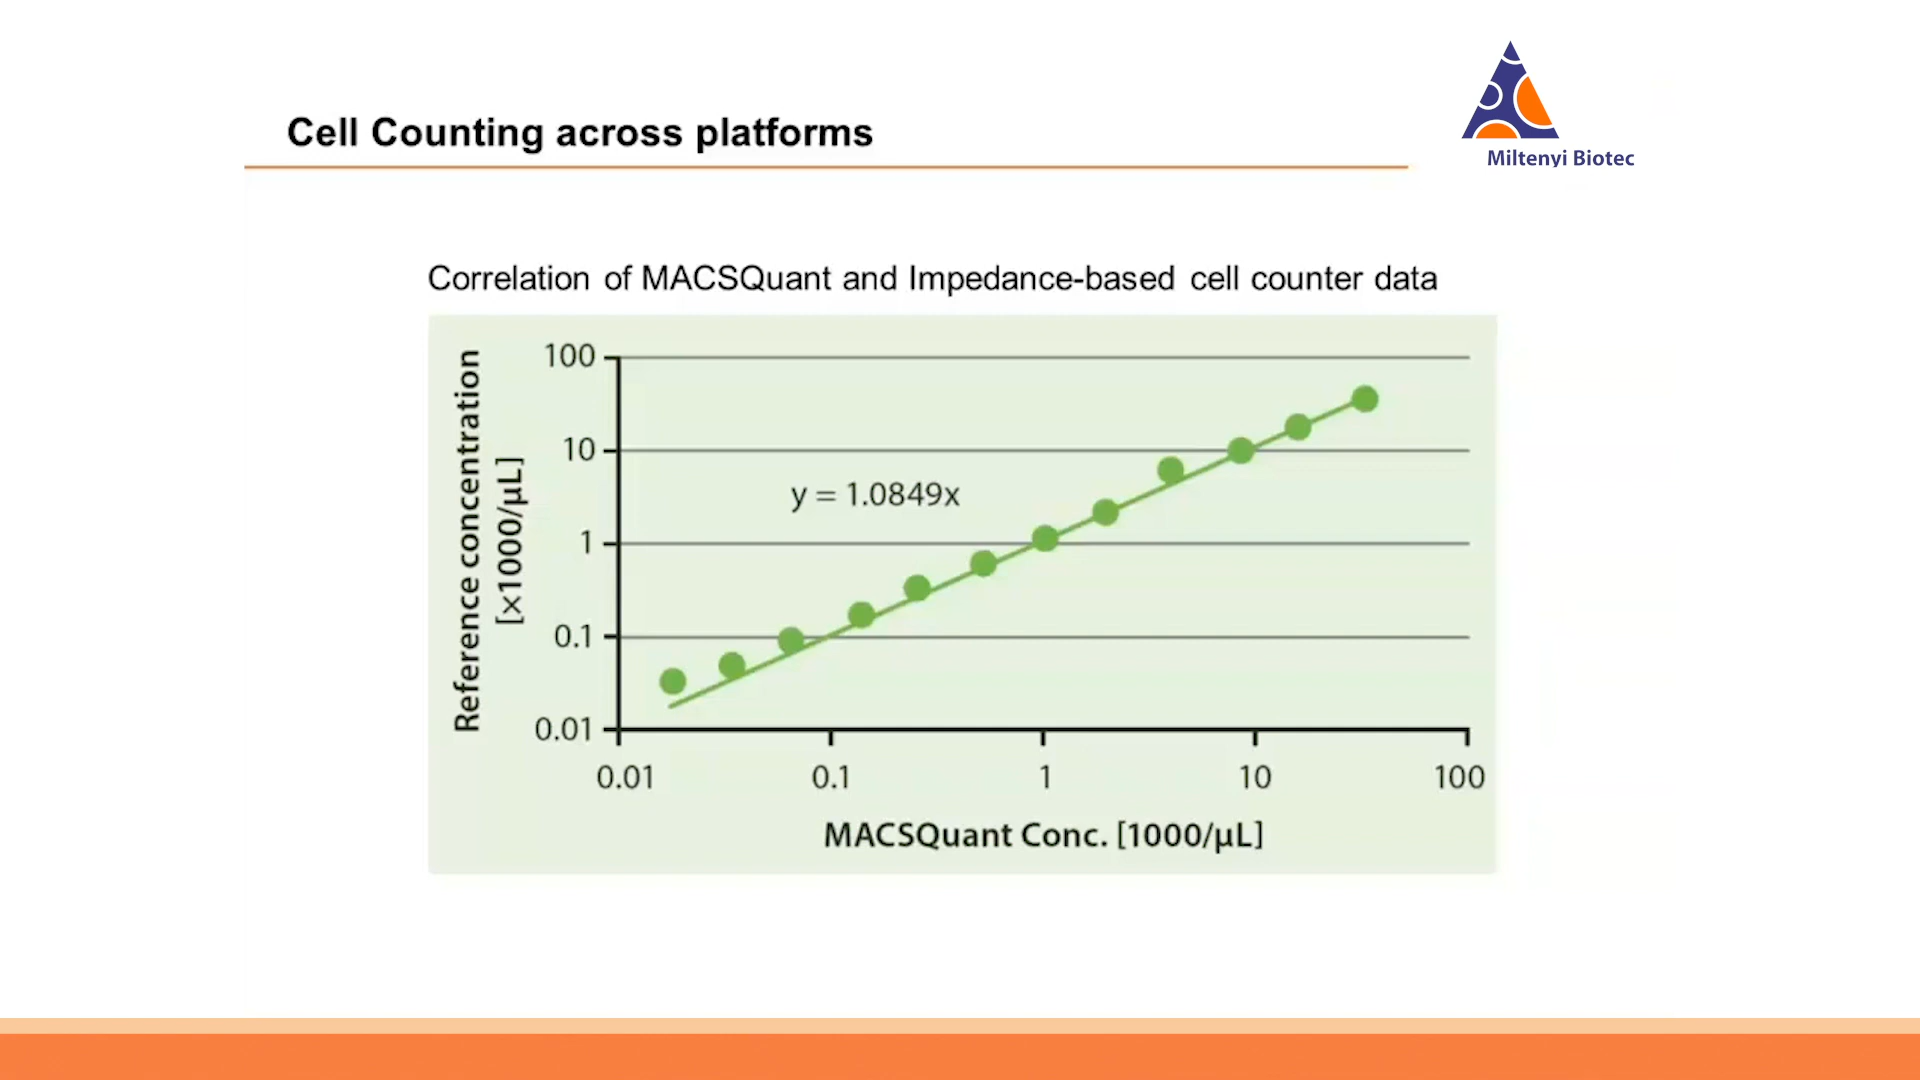 Cell Counting across platforms
Miltenyi Biotec
Correlation of MACSQuant and Impedance-based cell counter data
Reference concentration
[×1000/µL]
100
10
1
0.1
0.01
y = 1.0849x
0.01 0.1 1 10 100
MACSQuant Conc. [1000/µL]